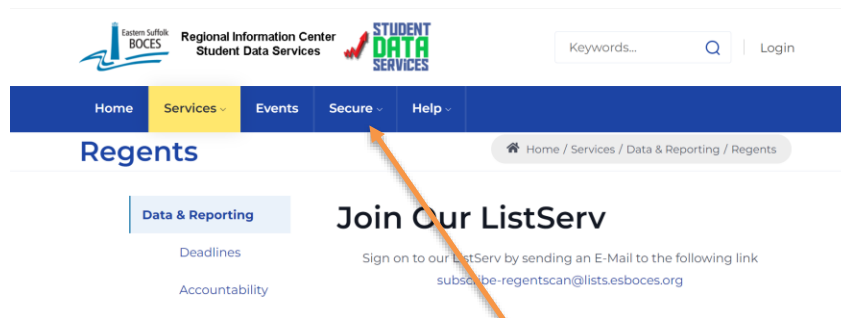 Eastern Suffolk
BOCES
Regional Information Center
Student Data Services
STUDENT
DATA
SERVICES
Keywords...
Login
Home Services Events Secure Help
Regents
Home / Services / Data & Reporting / Regents
Data & Reporting
Deadlines
Accountability
Join Our ListServ
Sign on to our ListServ by sending an E-Mail to the following link
subscribe-regentscan@lists.esboces.org